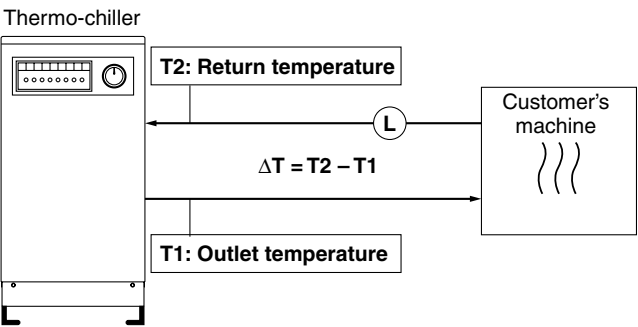 Thermo-chiller
T2: Return temperature
L
Customer's
machine
ΔT = T2 – T1
T1: Outlet temperature